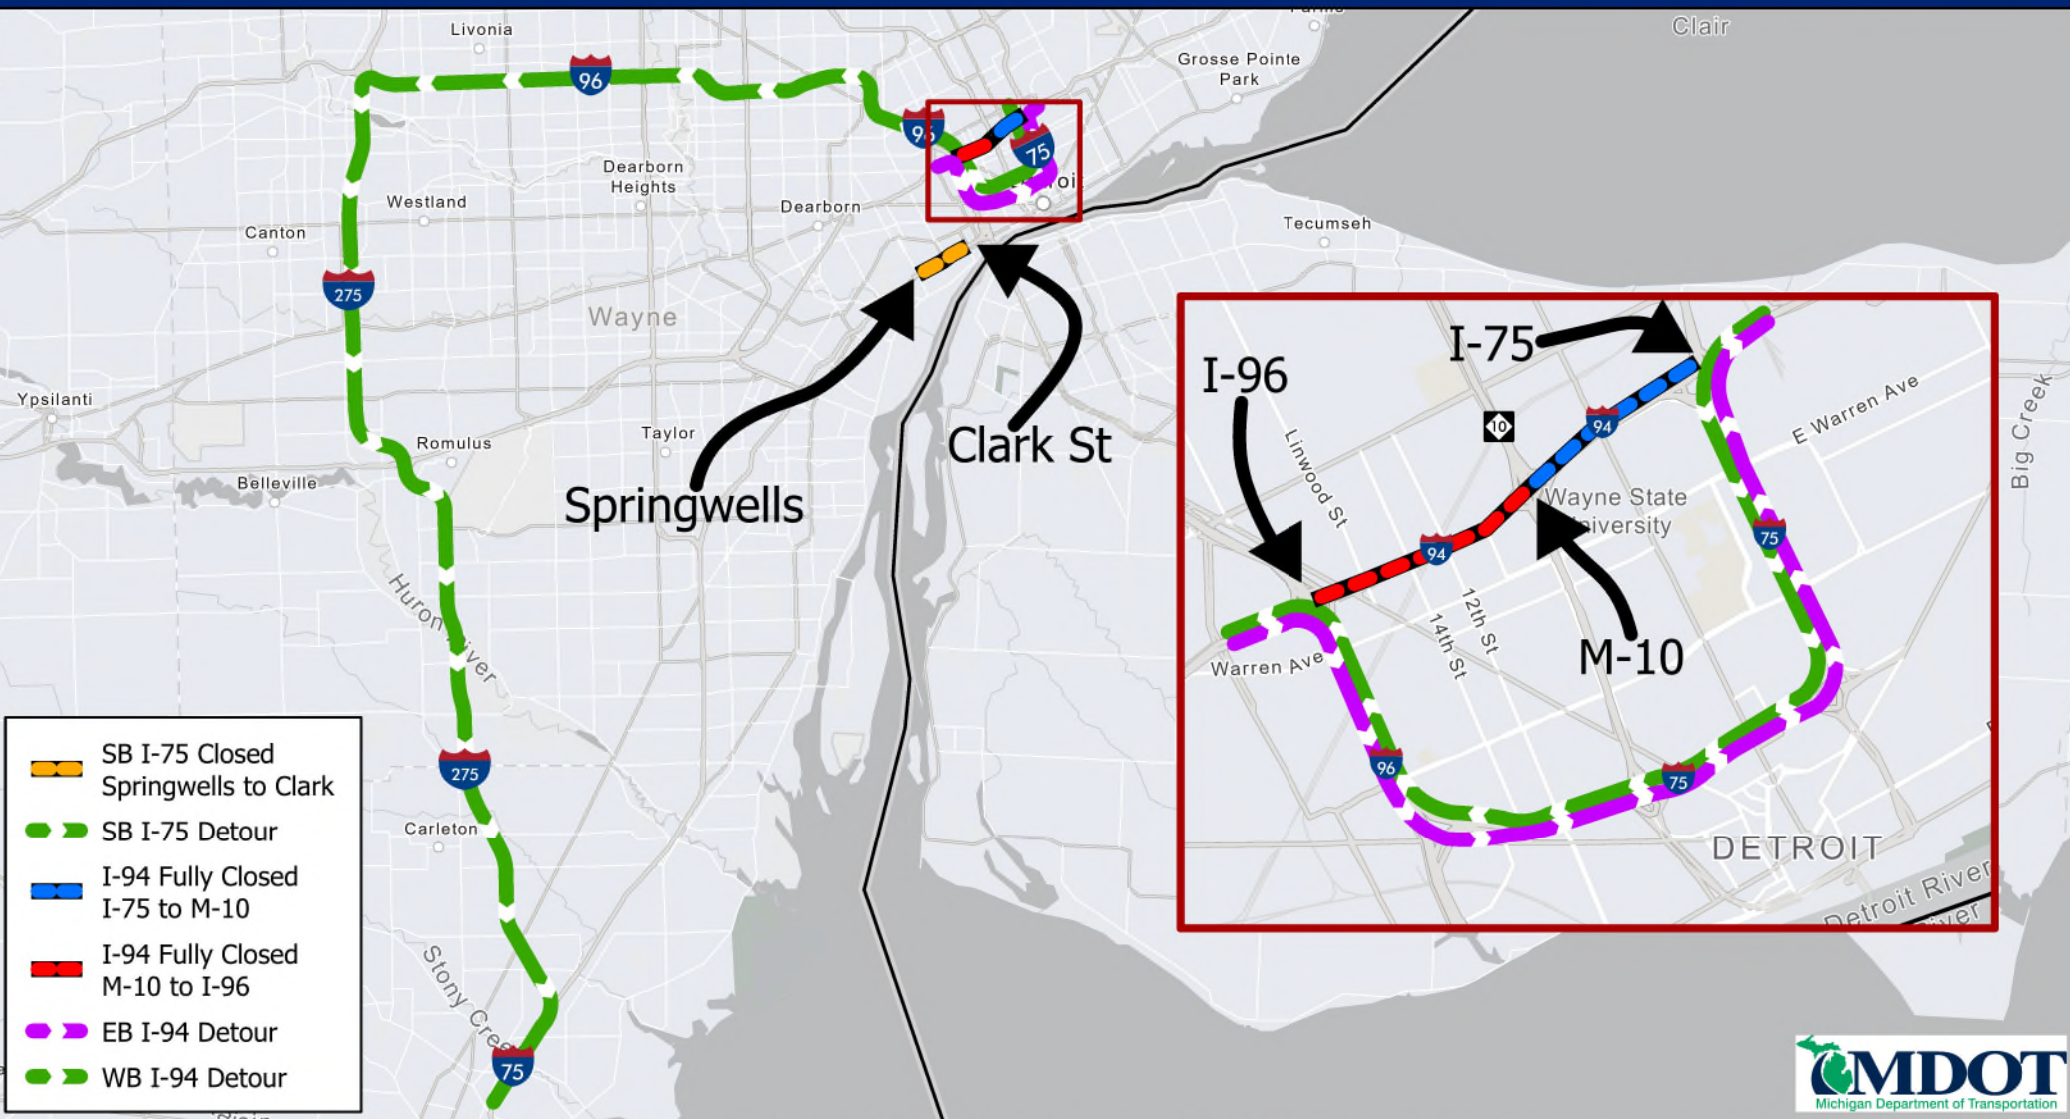 Livonia
96
Grosse Pointe
Park
Clair
96
75
Dearborn
Heights
Westland
Dearborn
Canton
Tecumseh
275
Wayne
Ypsilanti
Romulus
Taylor
Belleville
Springwells
Clark St
Huron River
275
Carleton
75
I-75
I-96
10
94
E Warren Ave
Linwood St
Wayne State
94
75
12th St
14th St
M-10
Warren Ave
96
75
DETROIT
Detroit River
Big Creek
SB I-75 Closed
Springwells to Clark
SB I-75 Detour
I-94 Fully Closed
I-75 to M-10
I-94 Fully Closed
M-10 to I-96
EB I-94 Detour
WB I-94 Detour
Stony
MDOT
Michigan Department of Transportation